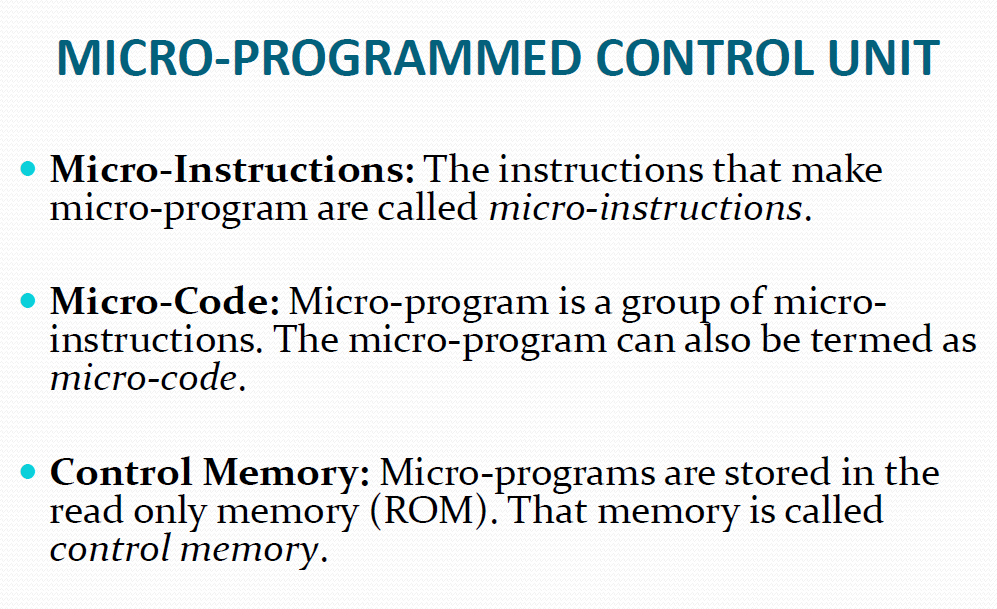 MICRO-PROGRAMMED CONTROL UNIT
• Micro-Instructions: The instructions that make
micro-program are called micro-instructions.
• Micro-Code: Micro-program is a group of micro-
instructions. The micro-program can also be termed as
micro-code.
• Control Memory: Micro-programs are stored in the
read only memory (ROM). That memory is called
control memory.